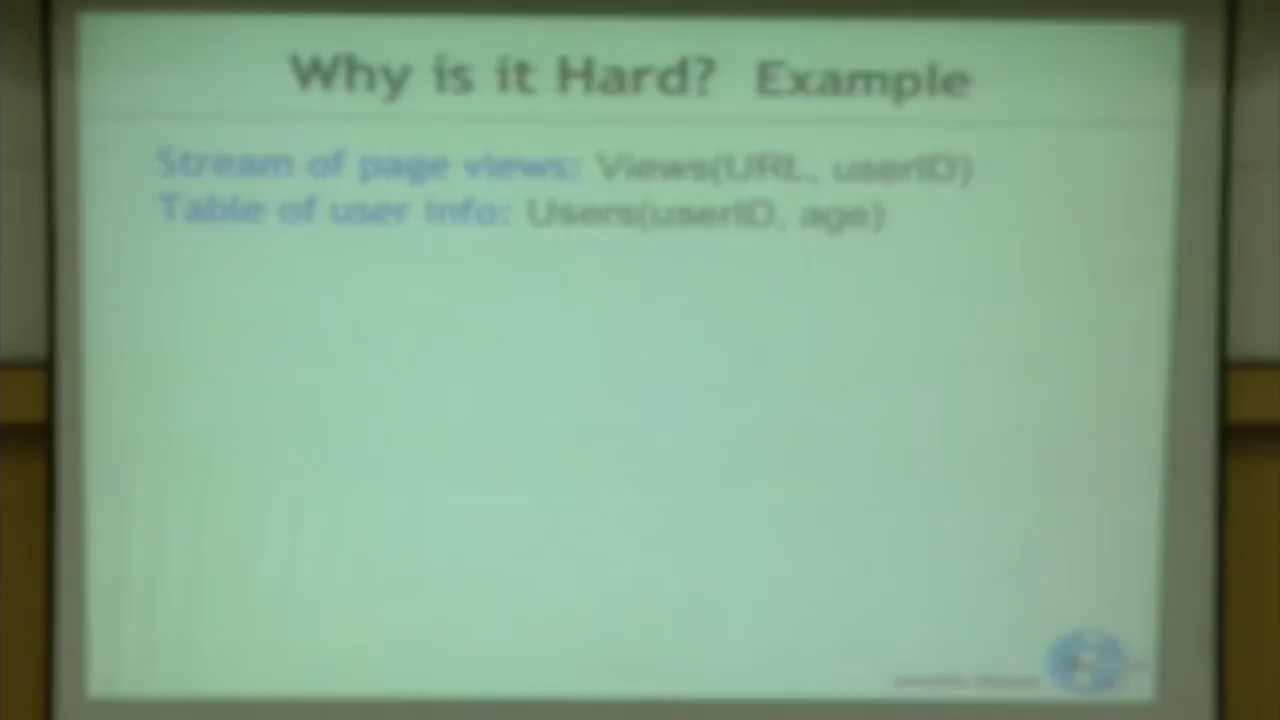 Why is it Hard? Example
Stream of page views: Views(URL, userID)
Table of user info: Users(userID, age)